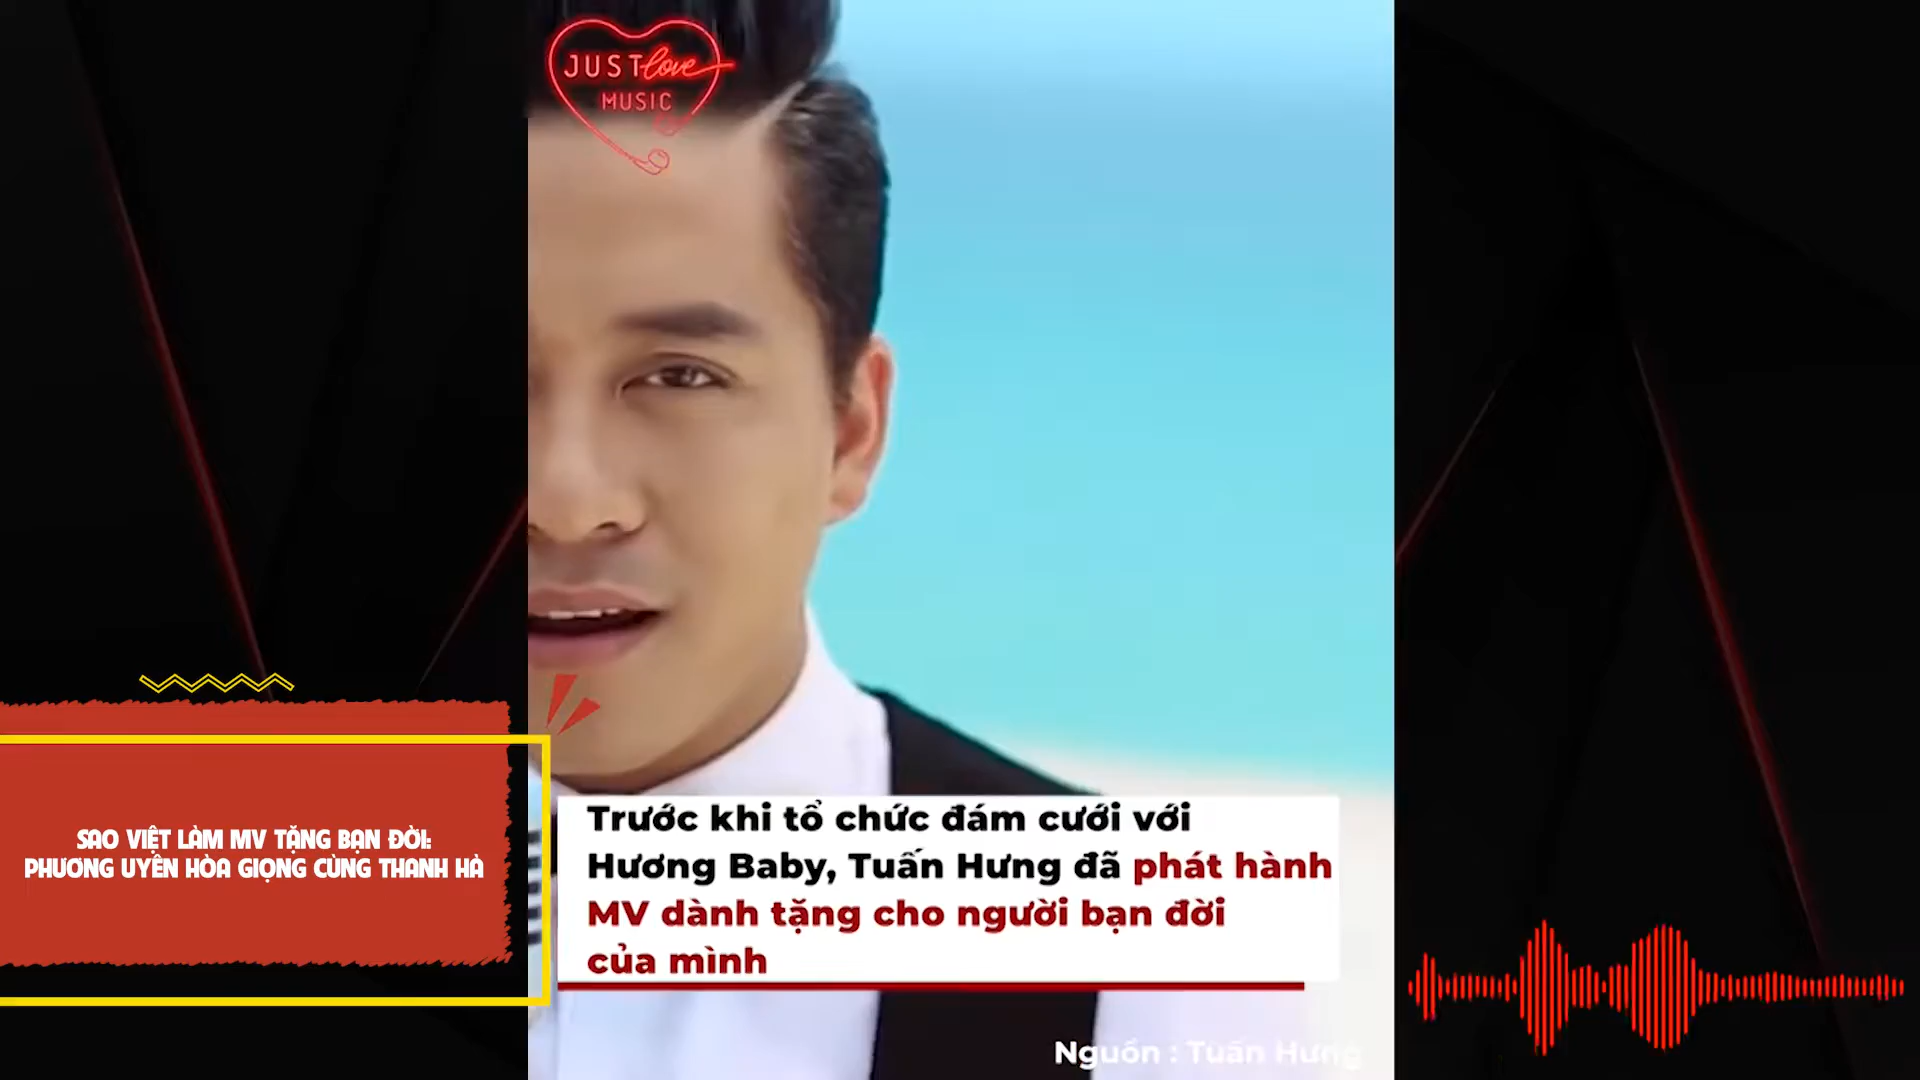 JUST love
MUSIC
SAO VIỆT LÀM MV TẶNG BẠN ĐỜI:
PHƯƠNG UYÊN HÒA GIỌNG CÙNG THANH HÀ
Trước khi tổ chức đám cưới với
Hương Baby, Tuấn Hưng đã phát hành
MV dành tặng cho người bạn đời
của mình
Nguồn : Tuấn Hưng